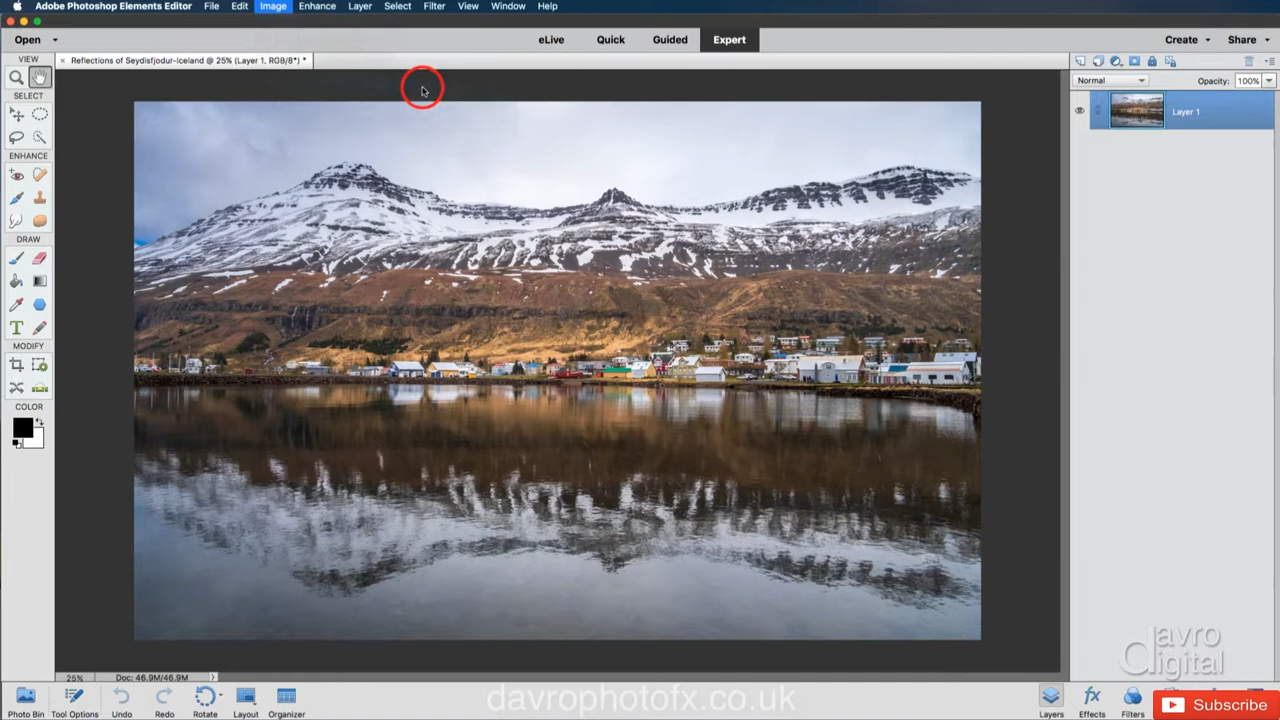 Adobe Photoshop Elements Editor File Edit Image Enhance Layer Select Filter View Window Help
Open eLive Quick Guided Expert Create Share
× Reflections of Seydisfjodur-Iceland @ 25% (Layer 1, RGB/8*) *
VIEW
Normal Opacity: 100%
SELECT
Layer 1
ENHANCE
DRAW
T
MODIFY
COLOR
davro
Digital
25% Doc: 46.9M/46.9M
Photo Bin Tool Options Undo Redo Rotate Layout Organizer davrophotofx.co.uk Layers Effects Filters Subscribe